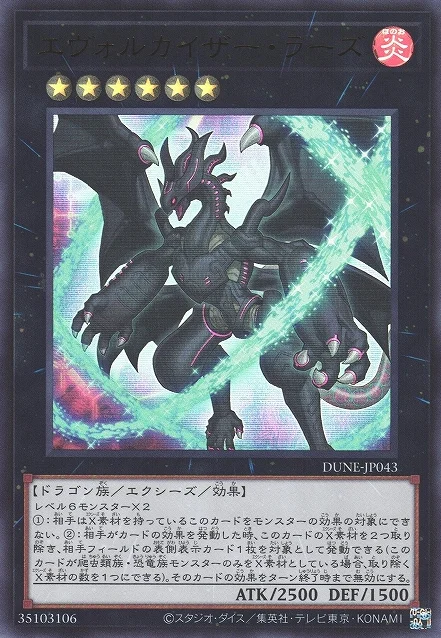 エヴォルカイザー・ラーズ
ほのお
炎
DUNE-JP043
【ドラゴン族／エクシーズ／効果】
レベル６モンスター×２
①：相手はX素材を持っているこのカードをモンスターの効果の対象にでき
ない。②：相手がカードの効果を発動した時、このカードのX素材を２つ取り
除き、相手フィールドの表側表示カード１枚を対象として発動できる（この
カードが爬虫類族・恐竜族モンスターのみをX素材としている場合、取り除く
X素材の数を１つにできる）。そのカードの効果をターン終了時まで無効にする。
ATK/2500 DEF/1500
35103106
©スタジオ・ダイス／集英社・テレビ東京・KONAMI